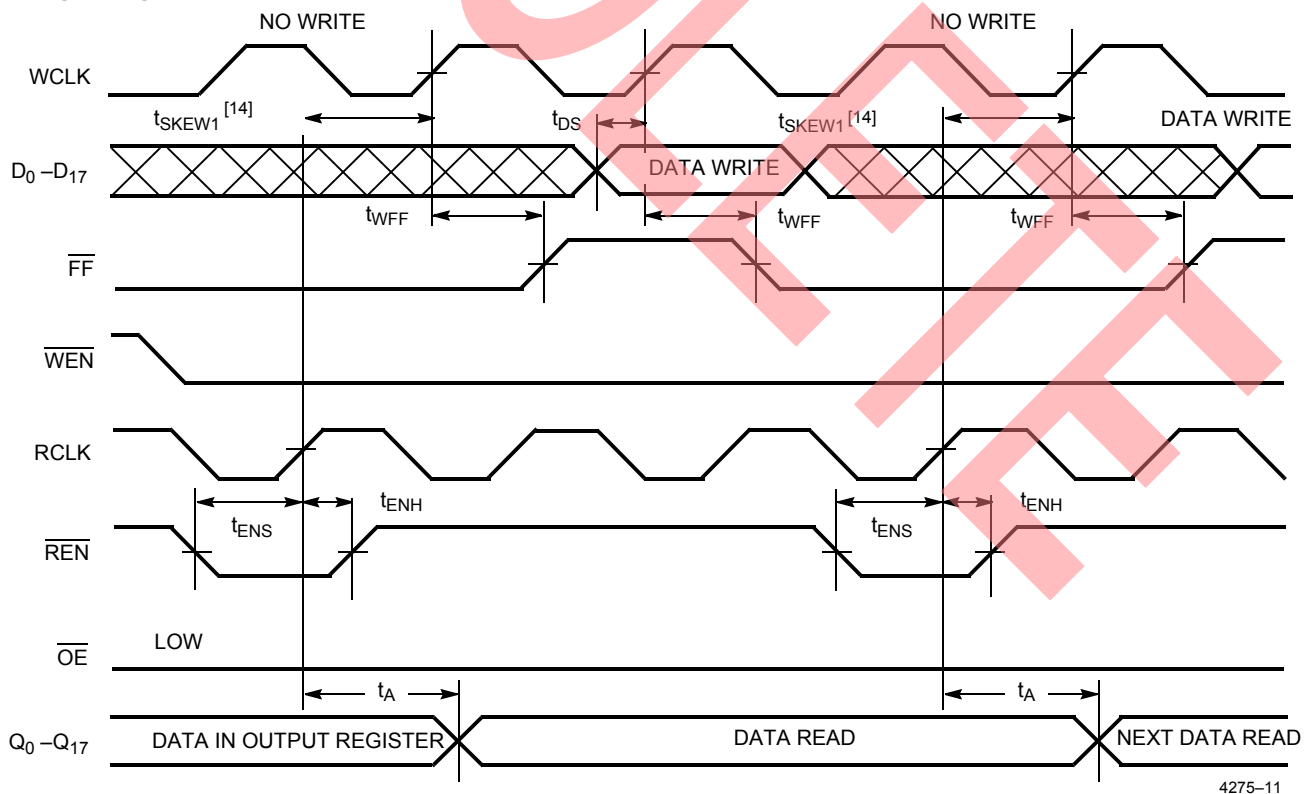 NO WRITE NO WRITE
WCLK
tSKEW1 [14] tDS tSKEW1 [14] DATA WRITE
D0 –D17 DATA WRITE
tWFF tWFF tWFF
FF
WEN
RCLK
tENS tENH tENS tENH
REN
LOW
OE
tA tA
Q0 –Q17 DATA IN OUTPUT REGISTER DATA READ NEXT DATA READ
4275–11